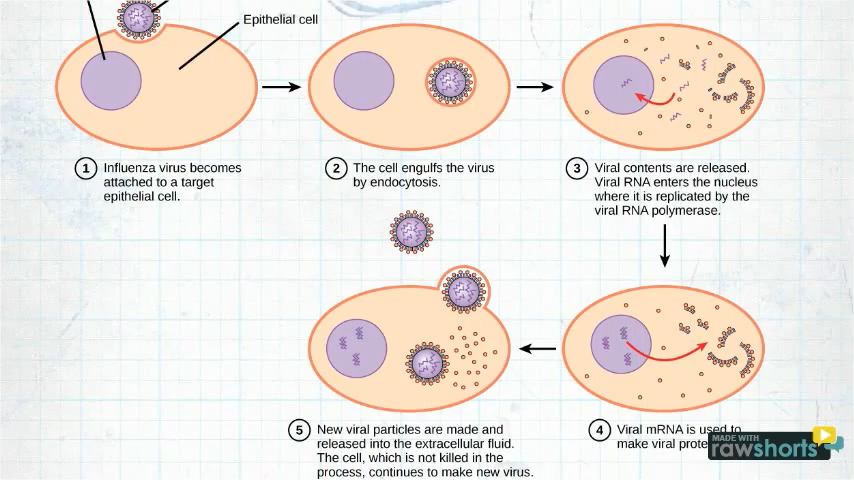 Epithelial cell
1 Influenza virus becomes
attached to a target
epithelial cell.
2 The cell engulfs the virus
by endocytosis.
3 Viral contents are released.
Viral RNA enters the nucleus
where it is replicated by the
viral RNA polymerase.
4 Viral mRNA is used to
make viral
5 New viral particles are made and
released into the extracellular fluid.
The cell, which is not killed in the
process, continues to make new virus.
MADE WITH
rawshorts